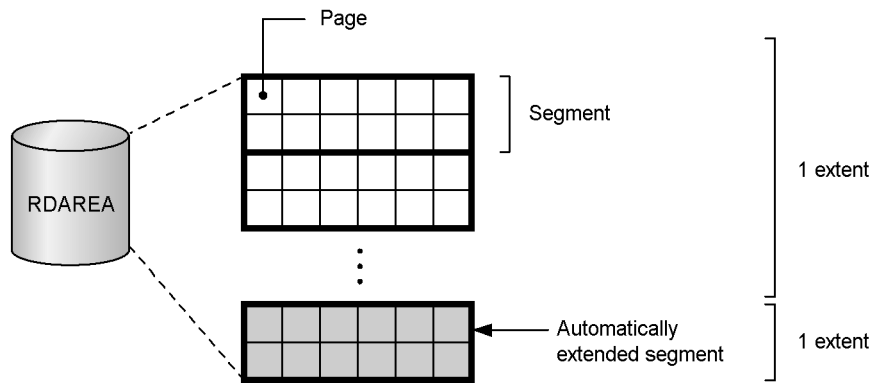 Page
Segment
1 extent
RDAREA
Automatically
extended segment
1 extent